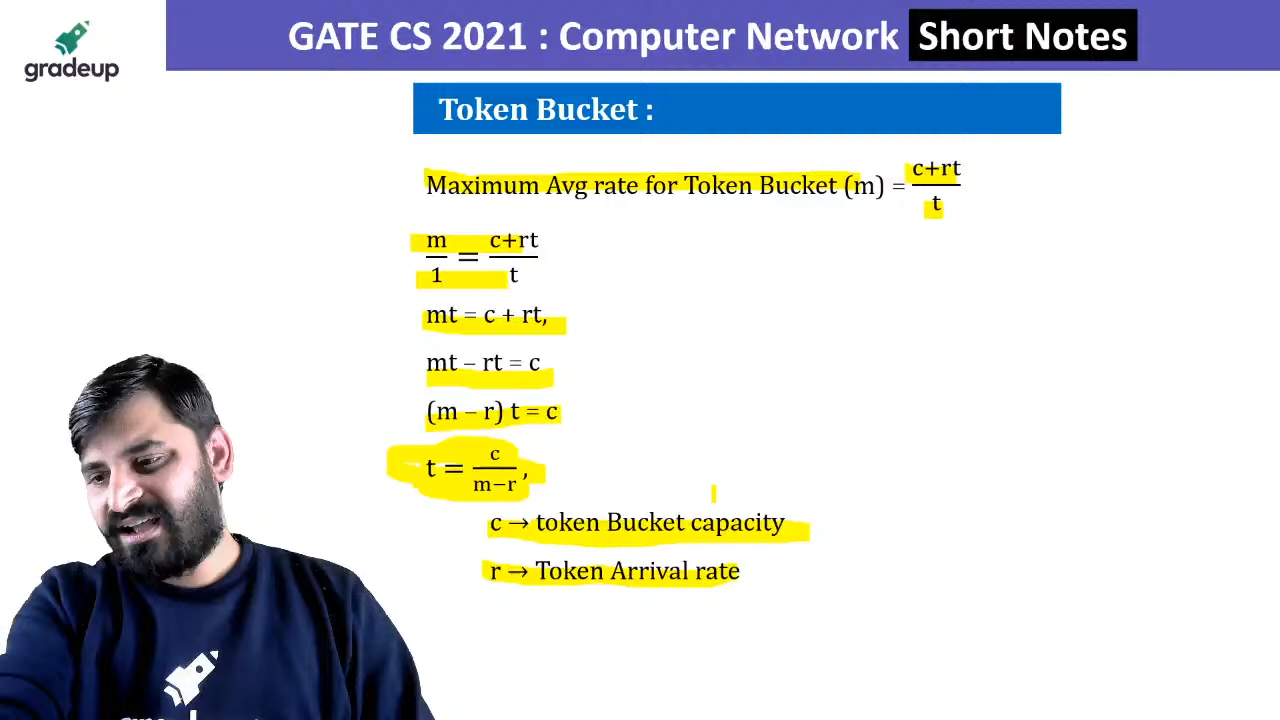 GATE CS 2021 : Computer Network Short Notes
gradeup
Token Bucket :
Maximum Avg rate for Token Bucket (m) = c+rt/t
m/1 = c+rt/t
mt = c + rt,
mt – rt = c
(m – r) t = c
t = c/m−r,
c → token Bucket capacity
r → Token Arrival rate